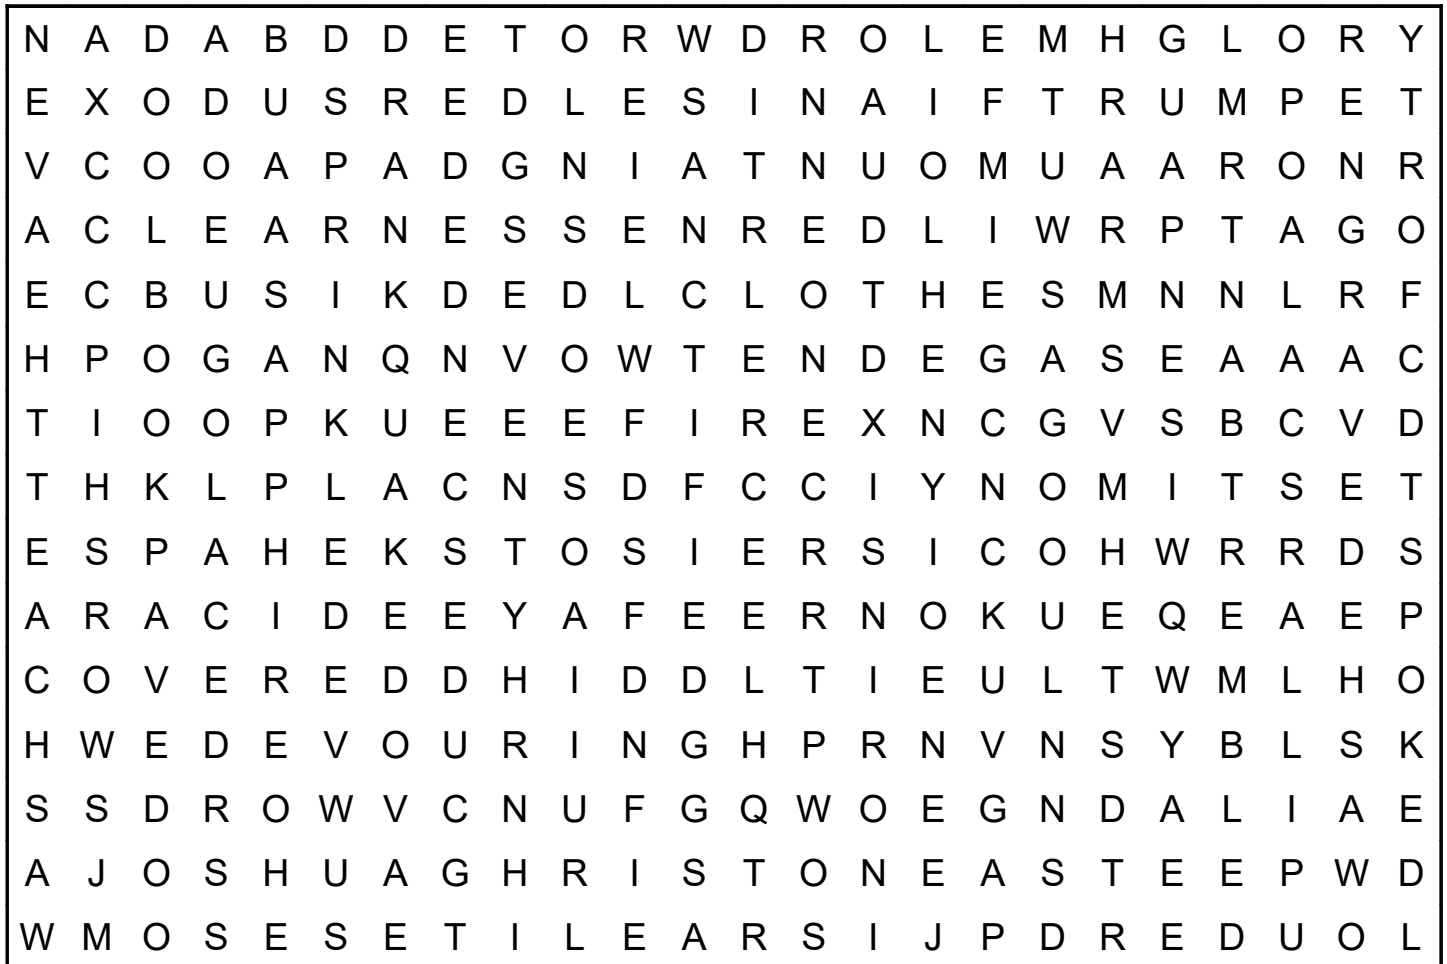 N A D A B D D E T O R W D R O L E M H G L O R Y
E X O D U S R E D L E S I N A I F T R U M P E T
V C O O A P A D G N I A T N U O M U A A R O N R
A C L E A R N E S S E N R E D L I W R P T A G O
E C B U S I K D E D L C L O T H E S M N N L R F
H P O G A N Q N V O W T E N D E G A S E A A A C
T I O O P K U E E E F I R E X N C G V S B C V D
T H K L P L A C N S D F C C I Y N O M I T S E T
E S P A H E K S T O S I E R S I C O H W R R D S
A R A C I D E E Y A F E E R N O K U E Q E A E P
C O V E R E D D H I D D L T I E U L T W M L H O
H W E D E V O U R I N G H P R N V N S Y B L S K
S S D R O W V C N U F G Q W O E G N D A L I A E
A J O S H U A G H R I S T O N E A S T E E P W D
W M O S E S E T I L E A R S I J P D R E D U O L